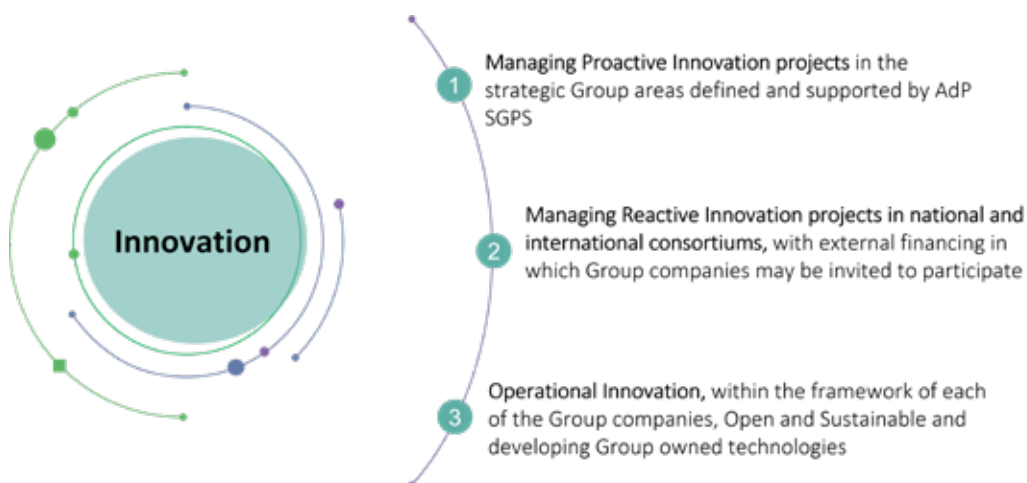 Innovation
1
Managing Proactive Innovation projects in the
strategic Group areas defined and supported by AdP
SGPS
2
Managing Reactive Innovation projects in national and
international consortiums, with external financing in
which Group companies may be invited to participate
3
Operational Innovation, within the framework of each
of the Group companies, Open and Sustainable and
developing Group owned technologies